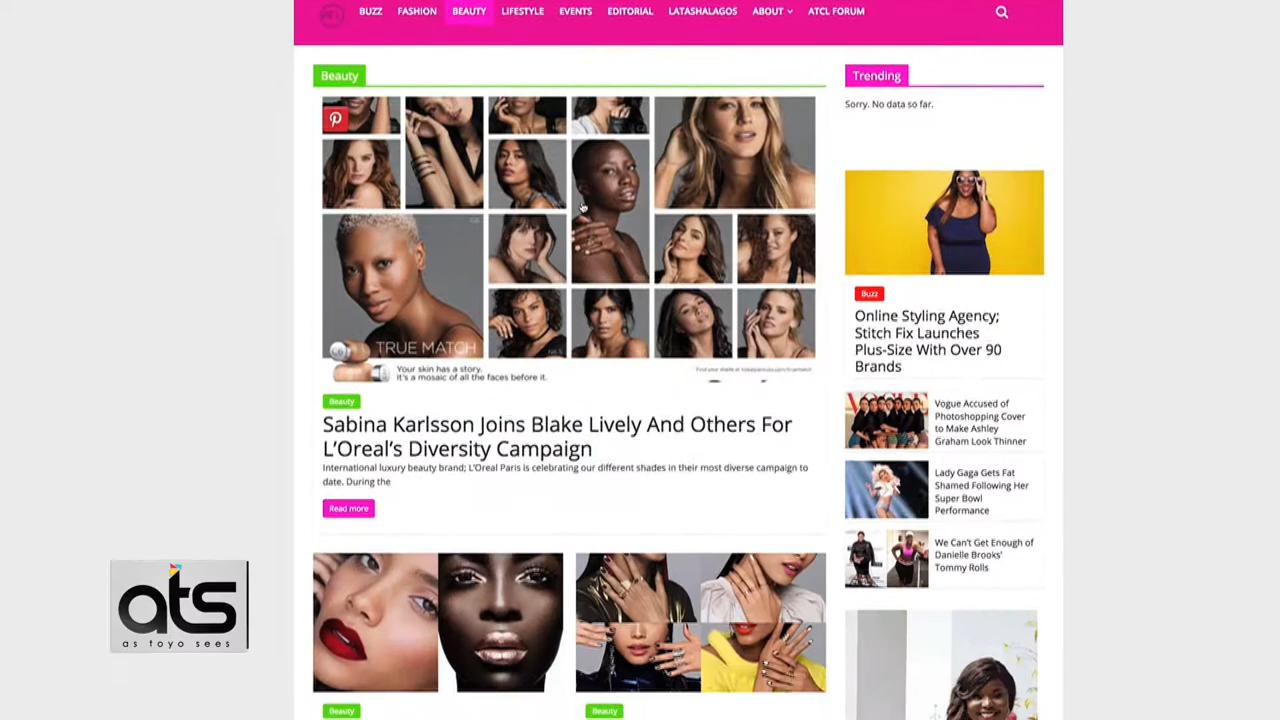 BUZZ FASHION BEAUTY LIFESTYLE EVENTS EDITORIAL LATASHALAGOS ABOUT ATCL FORUM
Beauty
TRUE MATCH
Your skin has a story.
It's a mosaic of all the faces before it.
Beauty
Sabina Karlsson Joins Blake Lively And Others For
L'Oreal's Diversity Campaign
International luxury beauty brand; L'Oreal Paris is celebrating our different shades in their most diverse campaign to
date. During the
Read more
Beauty
Beauty
Trending
Sorry. No data so far.
Buzz
Online Styling Agency;
Stitch Fix Launches
Plus-Size With Over 90
Brands
VOGUE
Vogue Accused of
Photoshopping Cover
to Make Ashley
Graham Look Thinner
Lady Gaga Gets Fat
Shamed Following Her
Super Bowl
Performance
We Can't Get Enough of
Danielle Brooks'
Tommy Rolls
ats
as toyo sees